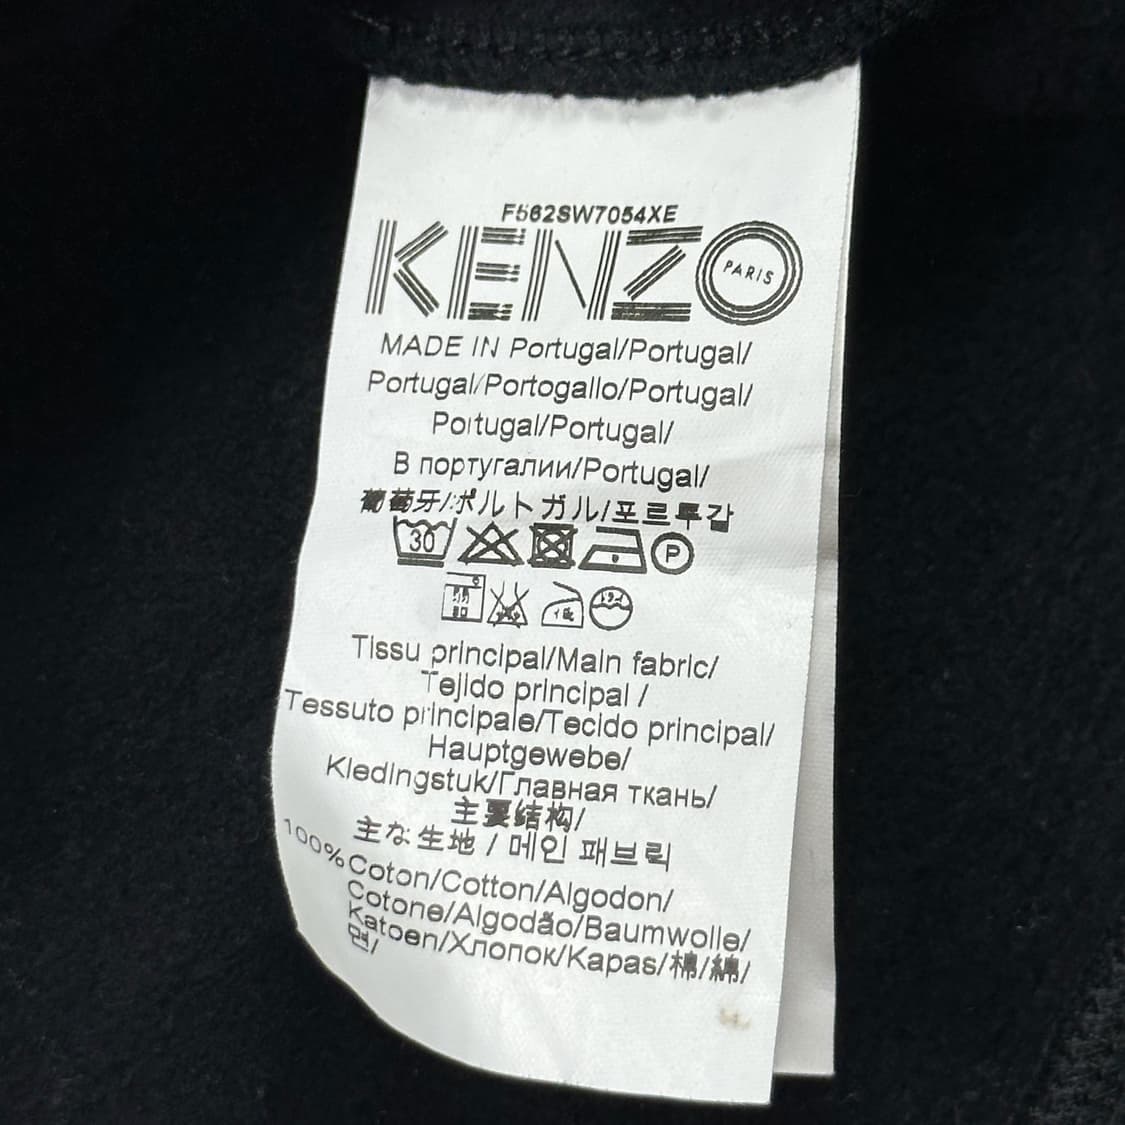 F562SW7054XE
KENZO PARIS
MADE IN Portugal/Portugal/
Portugal/Portogallo/Portugal/
Portugal/Portugal/
В португалии/Portugal/
葡萄牙/ポルトガル/포르투갈
30 P
Tissu principal/Main fabric/
Tejido principal /
Tessuto principale/Tecido principal/
Hauptgewebe/
Kledingstuk/Главная ткань/
主要结构/
主な生地 / 메인 패브릭
100%Coton/Cotton/Algodon/
Cotone/Algodão/Baumwolle/
Katoen/Хлопок/Kapas/棉/綿/
면/